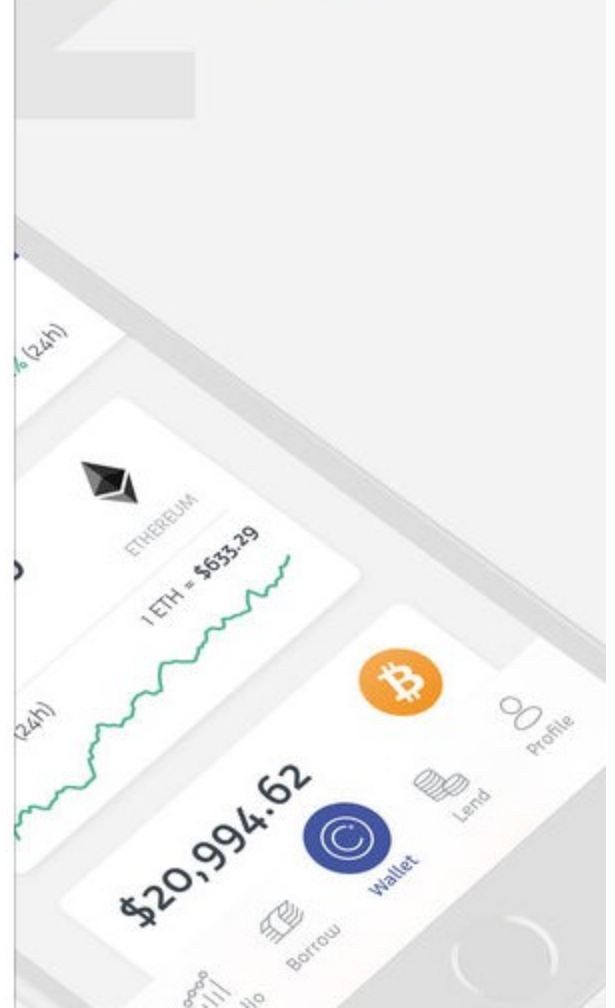 % (24h)
ETHEREUM
1 ETH = $633.29
(24h)
$20,994.62
Borrow
Wallet
Lend
Profile